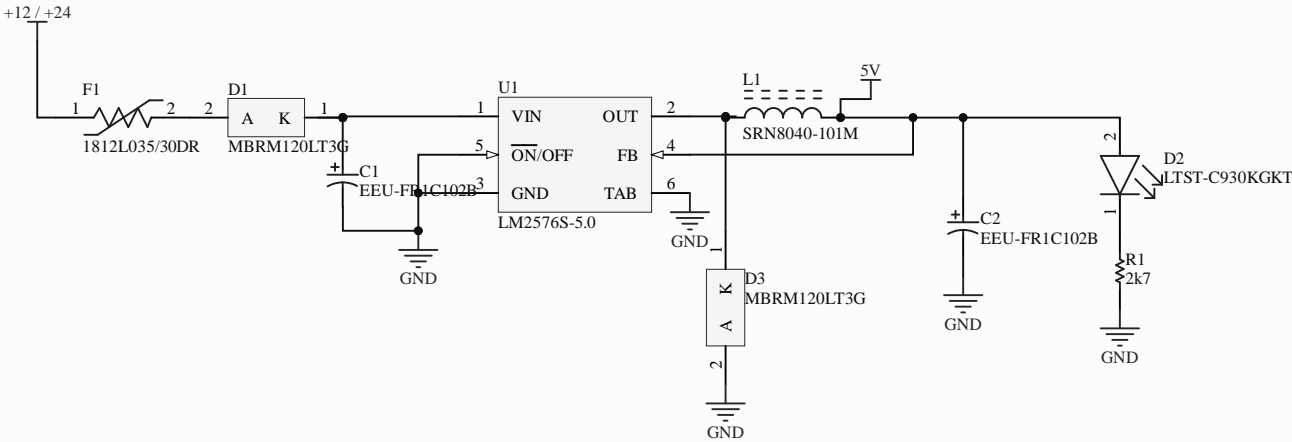 +12 / +24
F1
1
2
1812L035/30DR
D1
2
A
K
1
MBRM120LT3G
C1
+
EEU-FR1C102B
GND
U1
1
VIN
OUT
2
5
ON/OFF
FB
4
3
GND
TAB
6
LM2576S-5.0
GND
L1
SRN8040-101M
5V
1
K
A
2
D3
MBRM120LT3G
GND
+
C2
EEU-FR1C102B
GND
2
1
D2
LTST-C930KGKT
R1
2k7
GND